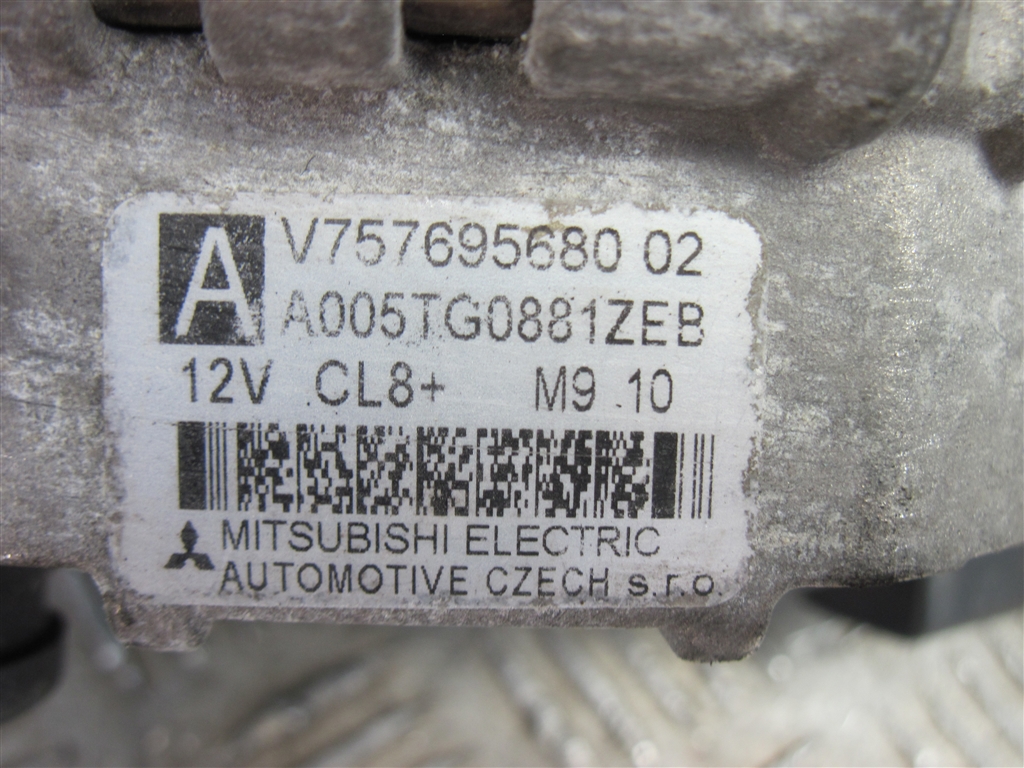 A
V757695680 02
A005TG0881ZEB
12V CL8+ M9 10
MITSUBISHI ELECTRIC
AUTOMOTIVE CZECH s.r.o.